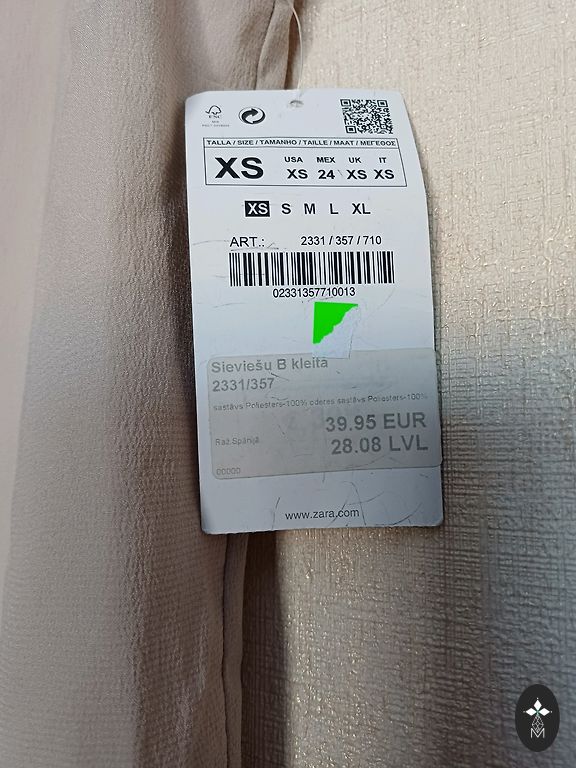 FSC
TALLA / SIZE / TAMANHO / TAILLE / MAAT / ΜΕΓΕΘΟΣ
XS
USA MEX UK IT
XS 24 XS XS
XS S M L XL
ART.: 2331 / 357 / 710
02331357710013
Sieviešu B kleita
2331/357
sastāvs Poliesters-100% oderes sastāvs Poliesters-100%
39.95 EUR
Raž.Spānijā
28.08 LVL
00000
www.zara.com
M